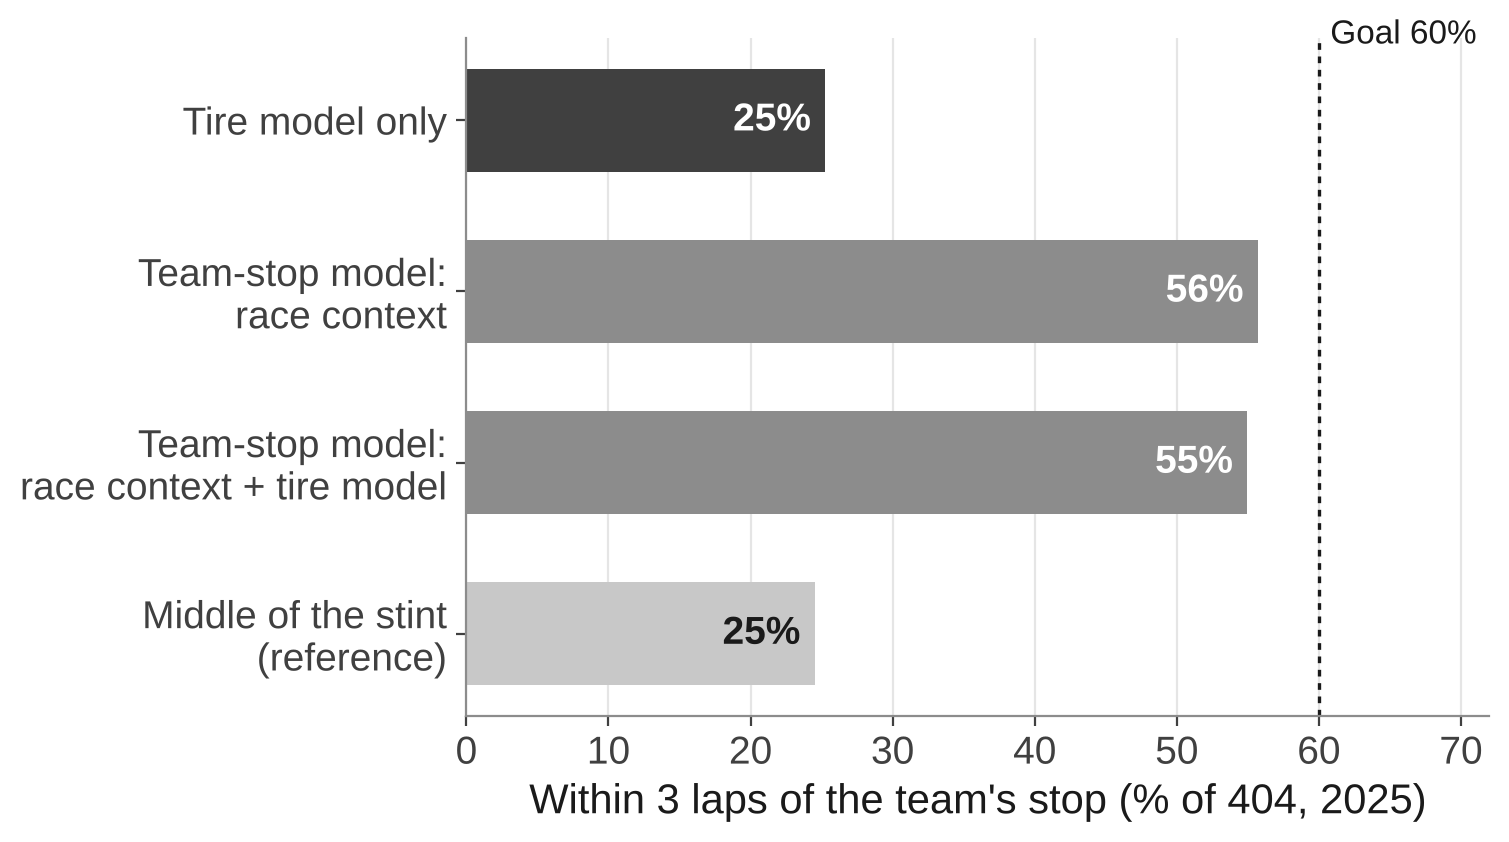 Goal 60%
Tire model only
25%
Team-stop model:
race context
56%
Team-stop model:
race context + tire model
55%
Middle of the stint
(reference)
25%
0 10 20 30 40 50 60 70
Within 3 laps of the team's stop (% of 404, 2025)